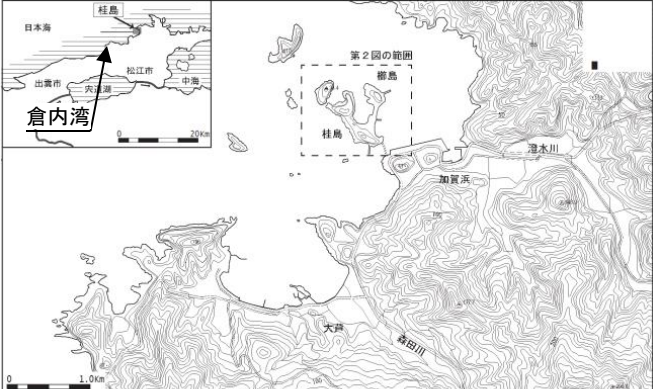 桂島
日本海
松江市
出雲市
宍道湖
中海
倉内湾
0 20Km
第2図の範囲
櫛島
桂島
澄水川
加賀浜
大芦
森田川
100
0 1.0Km